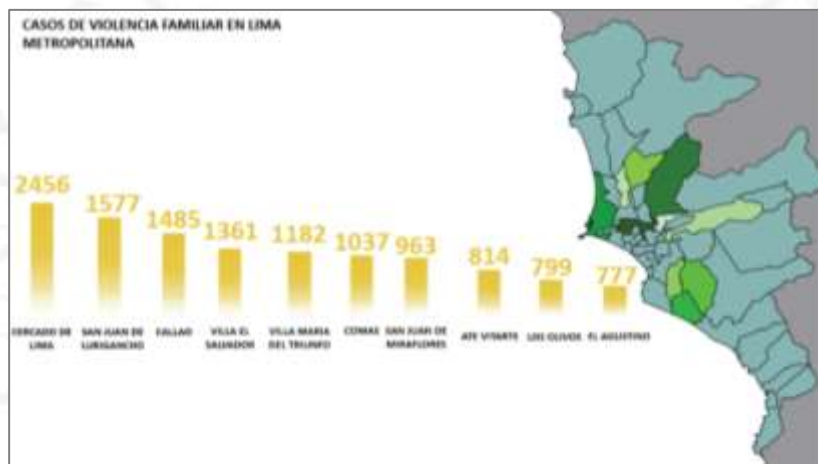 CASOS DE VIOLENCIA FAMILIAR EN LIMA
METROPOLITANA
2456
1577
1485
1361
1182
1037
963
814
799
777
CERCADO DE
LIMA
SAN JUAN DE
LURIGANCHO
CALLAO
VILLA EL
SALVADOR
VILLA MARIA
DEL TRIUNFO
COMAS
SAN JUAN DE
MIRAFLORES
ATE VITARTE
LOS OLIVOS
EL AGUSTINO